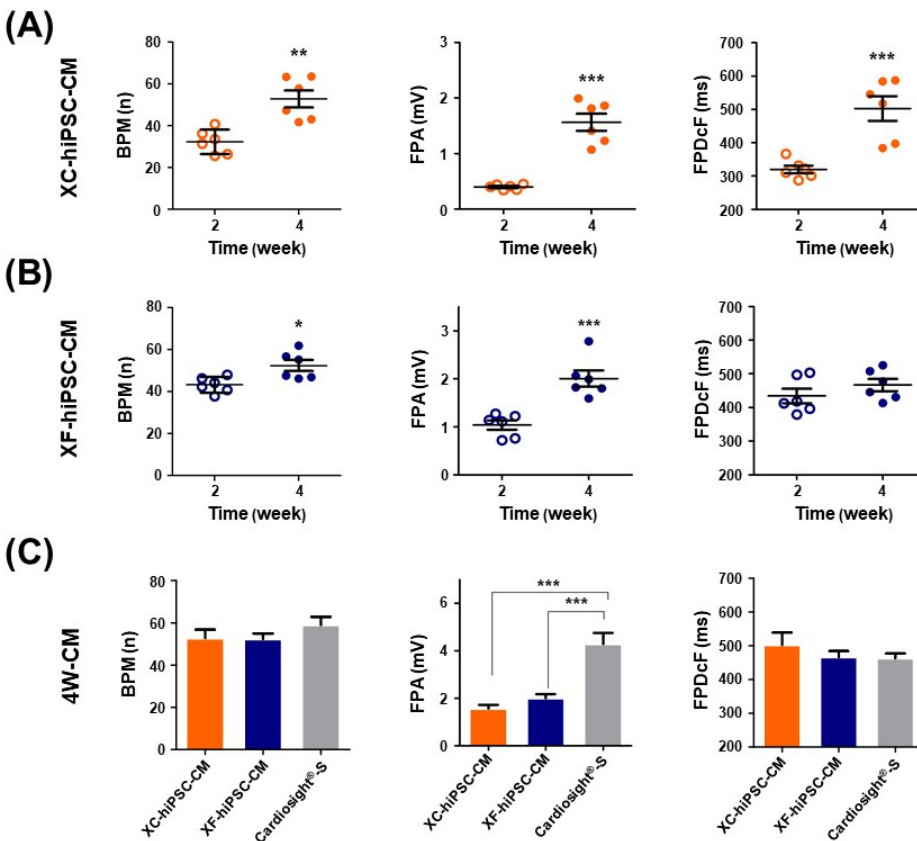 (A)
XC-hiPSC-CM
BPM (n)
80
60
40
20
0
**
2
4
Time (week)
FPA (mV)
3
2
1
0
***
2
4
Time (week)
FPDcF (ms)
700
600
500
400
300
200
***
2
4
Time (week)
(B)
XF-hiPSC-CM
BPM (n)
80
60
40
20
0
*
2
4
Time (week)
FPA (mV)
3
2
1
0
***
2
4
Time (week)
FPDcF (ms)
700
600
500
400
300
200
2
4
Time (week)
(C)
4W-CM
BPM (n)
80
60
40
20
0
XC-hiPSC-CM
XF-hiPSC-CM
Cardiosight®-S
FPA (mV)
6
4
2
0
***
***
XC-hiPSC-CM
XF-hiPSC-CM
Cardiosight®-S
FPDcF (ms)
700
600
500
400
300
200
XC-hiPSC-CM
XF-hiPSC-CM
Cardiosight®-S